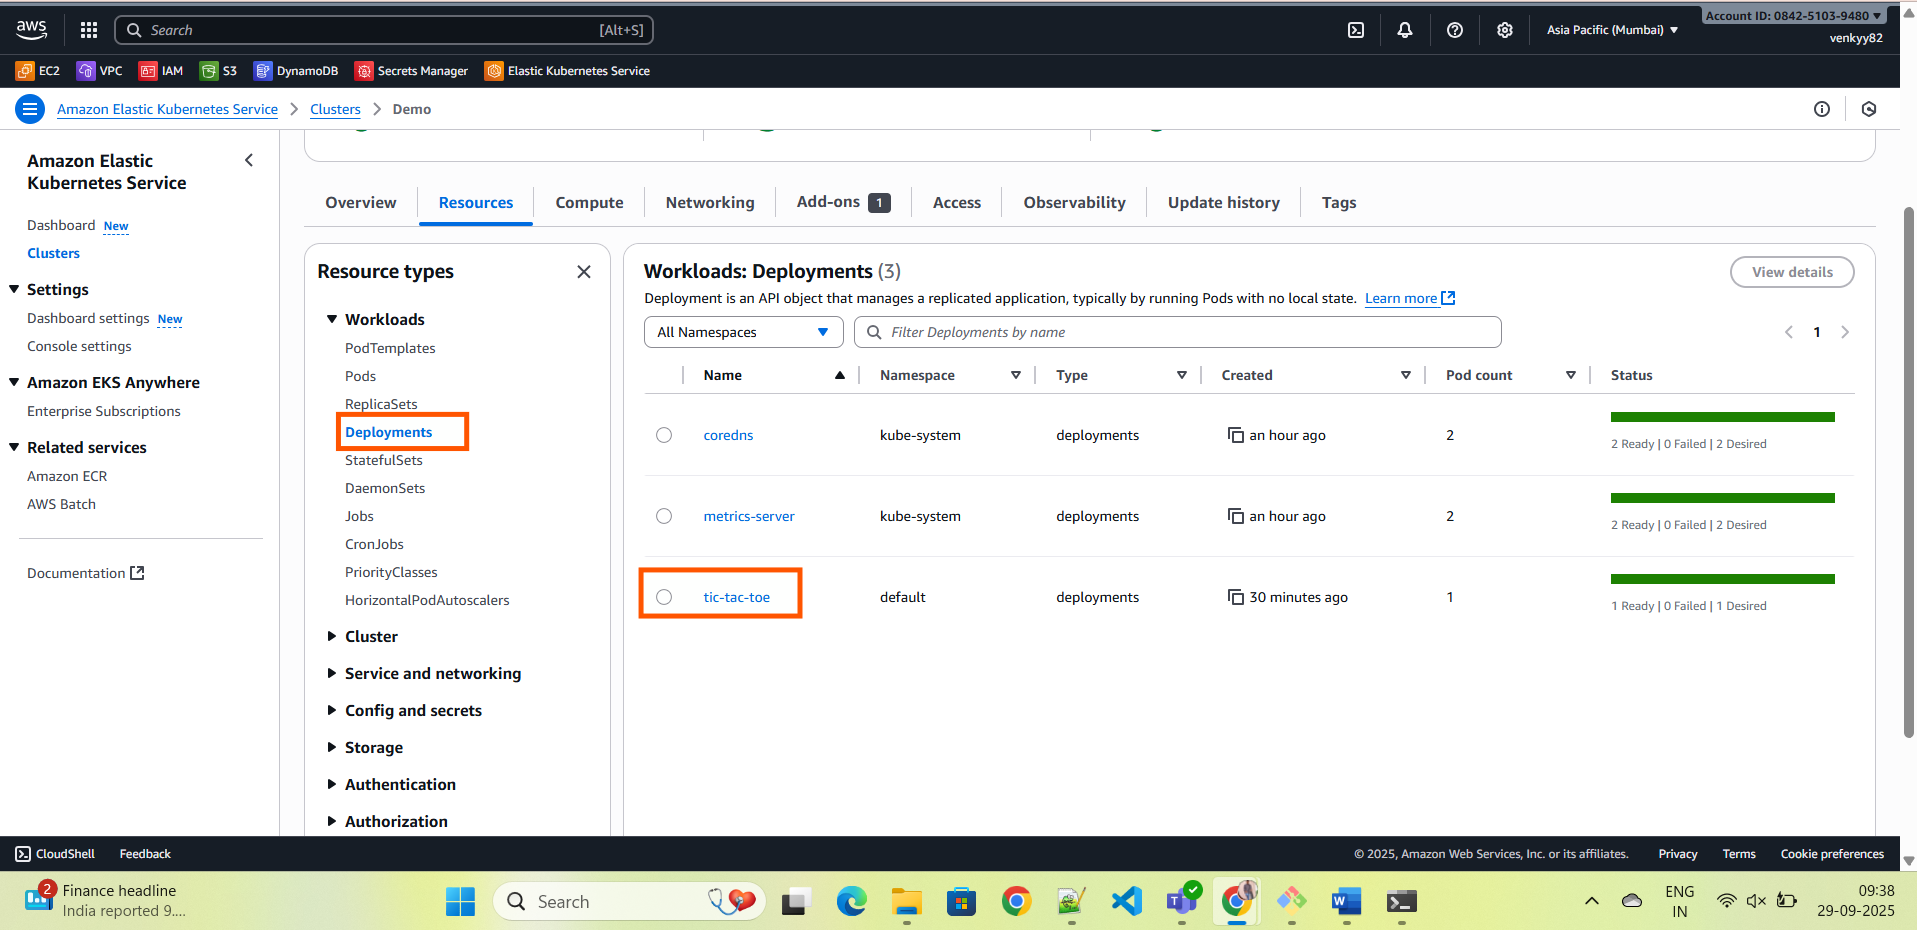 aws
Search
[Alt+S]
Asia Pacific (Mumbai)
Account ID: 0842-5103-9480
venkyy82
EC2
VPC
IAM
S3
DynamoDB
Secrets Manager
Elastic Kubernetes Service
Amazon Elastic Kubernetes Service
Clusters
Demo
Amazon Elastic
Kubernetes Service
Dashboard New
Clusters
Settings
Dashboard settings New
Console settings
Amazon EKS Anywhere
Enterprise Subscriptions
Related services
Amazon ECR
AWS Batch
Documentation
Overview
Resources
Compute
Networking
Add-ons 1
Access
Observability
Update history
Tags
Resource types
Workloads
PodTemplates
Pods
ReplicaSets
Deployments
StatefulSets
DaemonSets
Jobs
CronJobs
PriorityClasses
HorizontalPodAutoscalers
Cluster
Service and networking
Config and secrets
Storage
Authentication
Authorization
Workloads: Deployments (3)
View details
Deployment is an API object that manages a replicated application, typically by running Pods with no local state. Learn more
All Namespaces
Filter Deployments by name
1
Name Namespace Type Created Pod count Status
coredns kube-system deployments an hour ago 2
2 Ready | 0 Failed | 2 Desired
metrics-server kube-system deployments an hour ago 2
2 Ready | 0 Failed | 2 Desired
tic-tac-toe default deployments 30 minutes ago 1
1 Ready | 0 Failed | 1 Desired
CloudShell
Feedback
© 2025, Amazon Web Services, Inc. or its affiliates.
Privacy
Terms
Cookie preferences
2
Finance headline
India reported 9....
Search
ENG
IN
09:38
29-09-2025